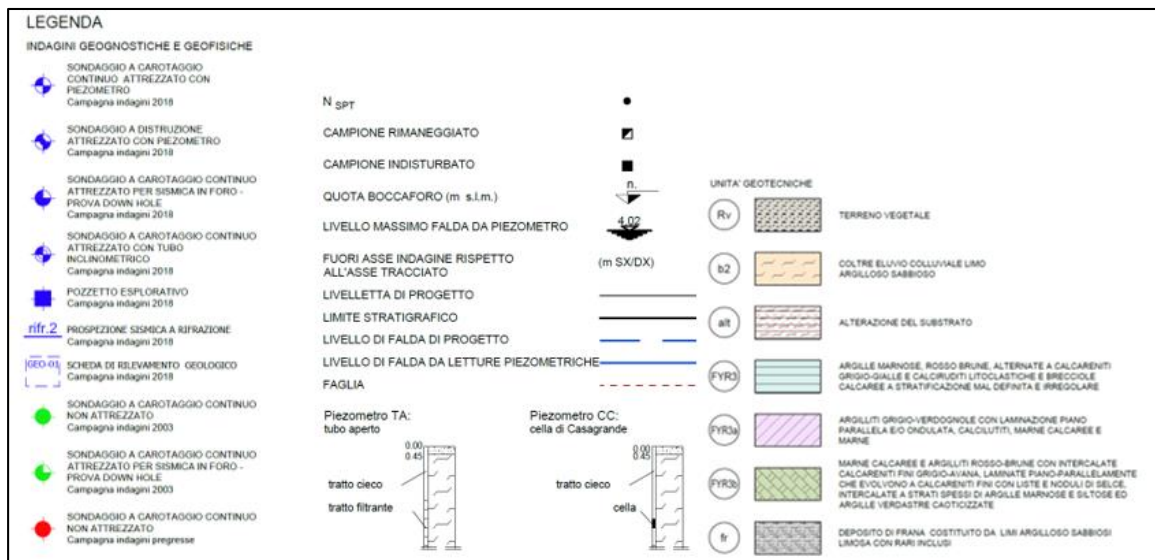 LEGENDA
INDAGINI GEOGNOSTICHE E GEOFISICHE
SONDAGGIO A CAROTAGGIO
CONTINUO ATTREZZATO CON
PIEZOMETRO
Campagna indagini 2018
SONDAGGIO A DISTRUZIONE
ATTREZZATO CON PIEZOMETRO
Campagna indagini 2018
SONDAGGIO A CAROTAGGIO CONTINUO
ATTREZZATO PER SISMICA IN FORO -
PROVA DOWN HOLE
Campagna indagini 2018
SONDAGGIO A CAROTAGGIO CONTINUO
ATTREZZATO CON TUBO
INCLINOMETRICO
Campagna indagini 2018
POZZETTO ESPLORATIVO
Campagna indagini 2018
rifr.2 PROSPEZIONE SISMICA A RIFRAZIONE
Campagna indagini 2018
GEO-01 SCHEDA DI RILEVAMENTO GEOLOGICO
Campagna indagini 2018
SONDAGGIO A CAROTAGGIO CONTINUO
NON ATTREZZATO
Campagna indagini 2003
SONDAGGIO A CAROTAGGIO CONTINUO
ATTREZZATO PER SISMICA IN FORO -
PROVA DOWN HOLE
Campagna indagini 2003
SONDAGGIO A CAROTAGGIO CONTINUO
NON ATTREZZATO
Campagna indagini pregresse
N SPT
CAMPIONE RIMANEGGIATO
CAMPIONE INDISTURBATO
QUOTA BOCCAFORO (m s.l.m.) n.
LIVELLO MASSIMO FALDA DA PIEZOMETRO 4.02
FUORI ASSE INDAGINE RISPETTO
ALL'ASSE TRACCIATO (m SX/DX)
LIVELLETTA DI PROGETTO
LIMITE STRATIGRAFICO
LIVELLO DI FALDA DI PROGETTO
LIVELLO DI FALDA DA LETTURE PIEZOMETRICHE
FAGLIA
Piezometro TA:
tubo aperto
0.00
0.45
tratto cieco
tratto filtrante
Piezometro CC:
cella di Casagrande
0.00
0.45
tratto cieco
cella
UNITA' GEOTECNICHE
Rv TERRENO VEGETALE
b2 COLTRE ELUVIO COLLUVIALE LIMO
ARGILLOSO SABBIOSO
alt ALTERAZIONE DEL SUBSTRATO
FYR3 ARGILLE MARNOSE, ROSSO BRUNE, ALTERNATE A CALCARENITI
GRIGIO-GIALLE E CALCIRUDITI LITOCLASTICHE E BRECCIOLE
CALCAREE A STRATIFICAZIONE MAL DEFINITA E IRREGOLARE
FYR3a ARGILLITI GRIGIO-VERDOGNOLE CON LAMINAZIONE PIANO
PARALLELA E/O ONDULATA, CALCILUTITI, MARNE CALCAREE E
MARNE
FYR3b MARNE CALCAREE E ARGILLITI ROSSO-BRUNE CON INTERCALATE
CALCARENITI FINI GRIGIO-AVANA, LAMINATE PIANO-PARALLELAMENTE
CHE EVOLVONO A CALCARENITI FINI CON LISTE E NODULI DI SELCE,
INTERCALATE A STRATI SPESSI DI ARGILLE MARNOSE E SILTOSE ED
ARGILLE VERDASTRE CAOTICIZZATE
fr DEPOSITO DI FRANA COSTITUITO DA LIMI ARGILLOSO SABBIOSI
LIMOSA CON RARI INCLUSI